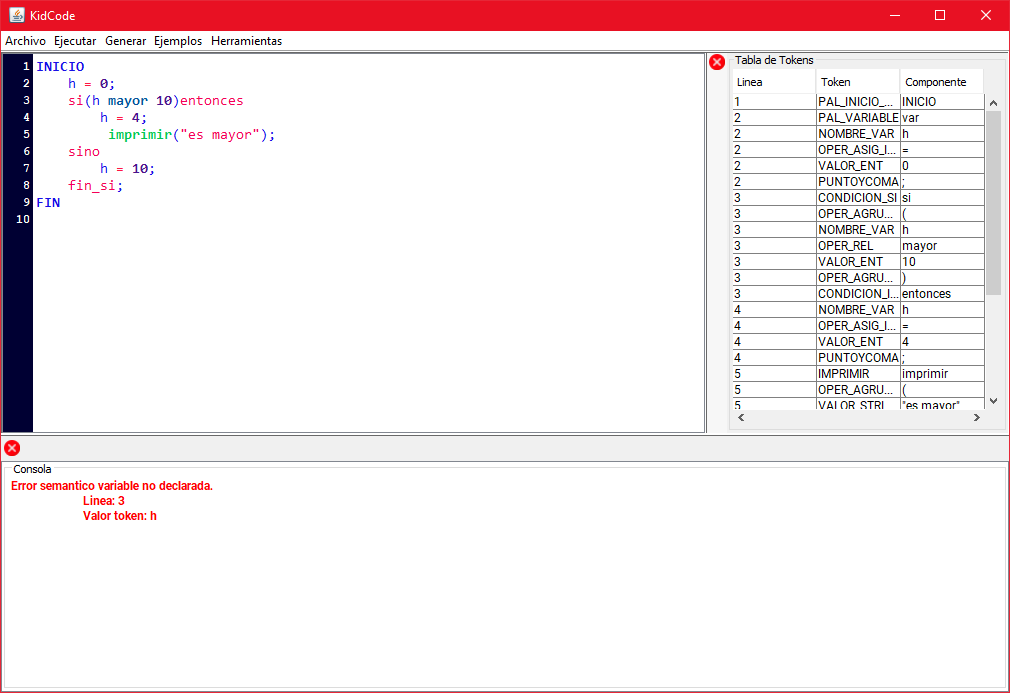 KidCode
Archivo Ejecutar Generar Ejemplos Herramientas
1 INICIO
2 h = 0;
3 si(h mayor 10)entonces
4 h = 4;
5 imprimir("es mayor");
6 sino
7 h = 10;
8 fin_si;
9 FIN
10
Tabla de Tokens
Linea Token Componente
1 PAL_INICIO_... INICIO
2 PAL_VARIABLE var
2 NOMBRE_VAR h
2 OPER_ASIG_I... =
2 VALOR_ENT 0
2 PUNTOYCOMA ;
3 CONDICION_SI si
3 OPER_AGRU... (
3 NOMBRE_VAR h
3 OPER_REL mayor
3 VALOR_ENT 10
3 OPER_AGRU... )
3 CONDICION_I... entonces
4 NOMBRE_VAR h
4 OPER_ASIG_I... =
4 VALOR_ENT 4
4 PUNTOYCOMA ;
5 IMPRIMIR imprimir
5 OPER_AGRU... (
5 VALOR_STRI... "es mayor"
Consola
Error semantico variable no declarada.
Linea: 3
Valor token: h